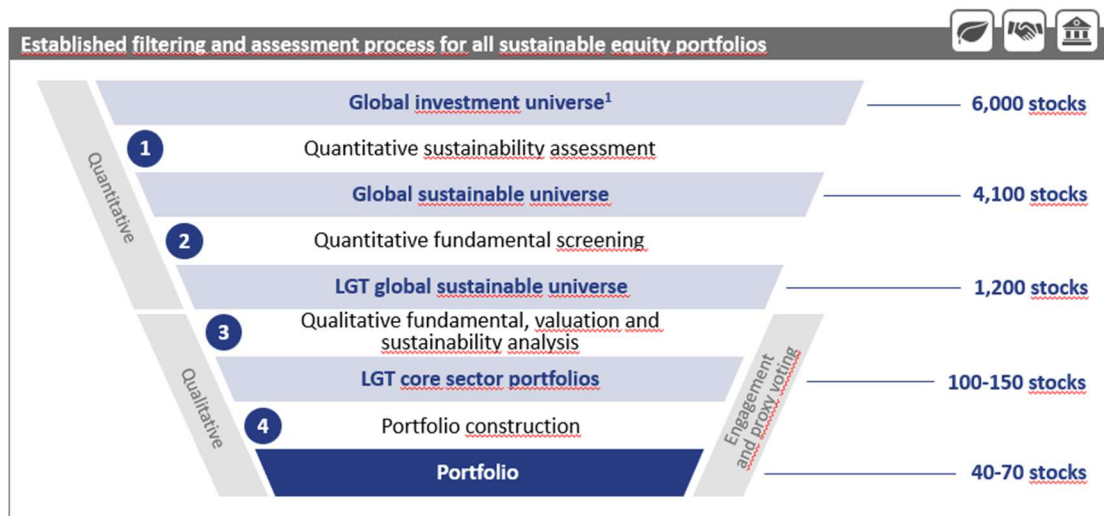 Established filtering and assessment process for all sustainable equity portfolios
Global investment universe¹
6,000 stocks
1
Quantitative sustainability assessment
Quantitative
Global sustainable universe
4,100 stocks
2
Quantitative fundamental screening
LGT global sustainable universe
1,200 stocks
3
Qualitative fundamental, valuation and
sustainability analysis
Qualitative
LGT core sector portfolios
100-150 stocks
Engagement
and proxy voting
4
Portfolio construction
Portfolio
40-70 stocks